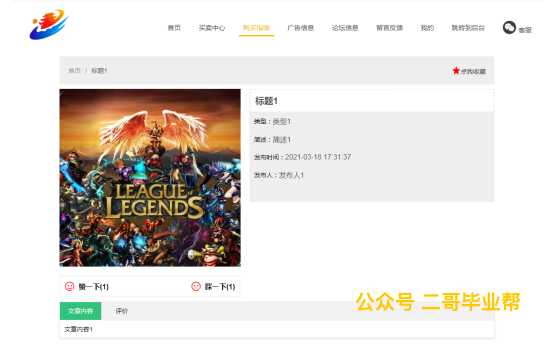 首页 买卖中心 购买指南 广告信息 论坛信息 留言反馈 我的 跳转到后台 客服
首页 / 标题1 点我收藏
标题1
类型：类型1
简述：简述1
发布时间：2021-03-18 17:31:37
发布人：发布人1
LEAGUE of
LEGENDS
赞一下(1) 踩一下(1)
公众号 二哥毕业帮
文章内容 评价
文章内容1